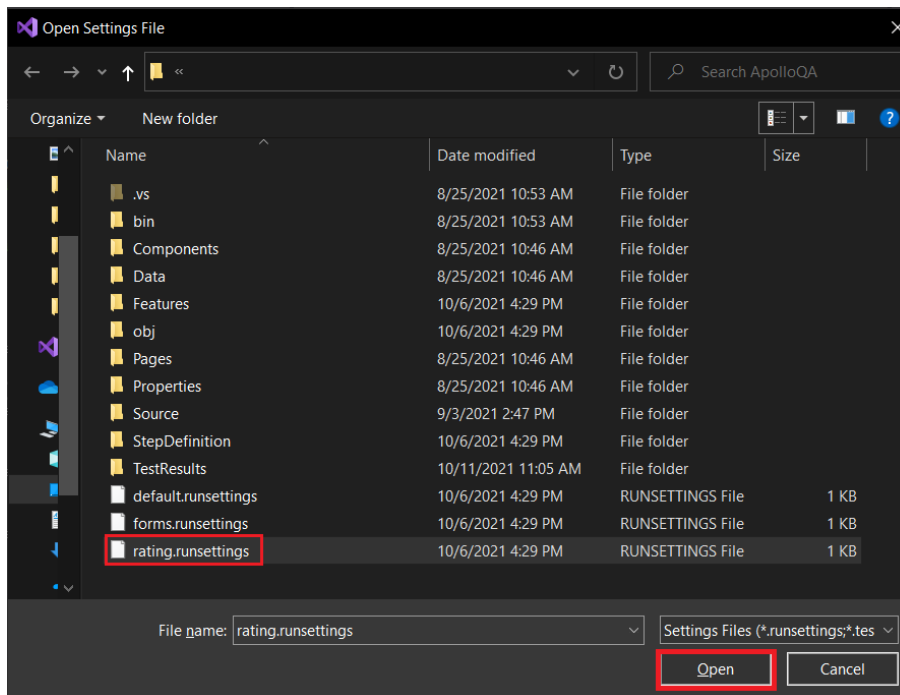 Open Settings File
«
Search ApolloQA
Organize
New folder
?
Name Date modified Type Size
.vs 8/25/2021 10:53 AM File folder
bin 8/25/2021 10:53 AM File folder
Components 8/25/2021 10:46 AM File folder
Data 8/25/2021 10:46 AM File folder
Features 10/6/2021 4:29 PM File folder
obj 10/6/2021 4:29 PM File folder
Pages 8/25/2021 10:46 AM File folder
Properties 8/25/2021 10:46 AM File folder
Source 9/3/2021 2:47 PM File folder
StepDefinition 10/6/2021 4:29 PM File folder
TestResults 10/11/2021 11:05 AM File folder
default.runsettings 10/6/2021 4:29 PM RUNSETTINGS File 1 KB
forms.runsettings 10/6/2021 4:29 PM RUNSETTINGS File 1 KB
rating.runsettings 10/6/2021 4:29 PM RUNSETTINGS File 1 KB
File name: rating.runsettings Settings Files (*.runsettings;*.tes
Open Cancel